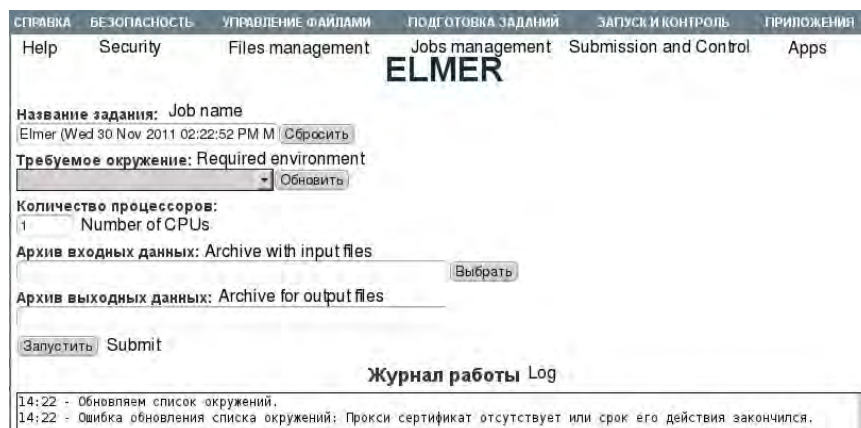 СПРАВКА БЕЗОПАСНОСТЬ УПРАВЛЕНИЕ ФАЙЛАМИ ПОДГОТОВКА ЗАДАНИЙ ЗАПУСК И КОНТРОЛЬ ПРИЛОЖЕНИЯ
Help Security Files management Jobs management Submission and Control Apps
ELMER
Название задания: Job name
Elmer (Wed 30 Nov 2011 02:22:52 PM M Сбросить
Требуемое окружение: Required environment
Обновить
Количество процессоров:
1 Number of CPUs
Архив входных данных: Archive with input files
Выбрать
Архив выходных данных: Archive for output files
Запустить Submit
Журнал работы Log
14:22 - Обновляем список окружений.
14:22 - Ошибка обновления списка окружений: Прокси сертификат отсутствует или срок его действия закончился.